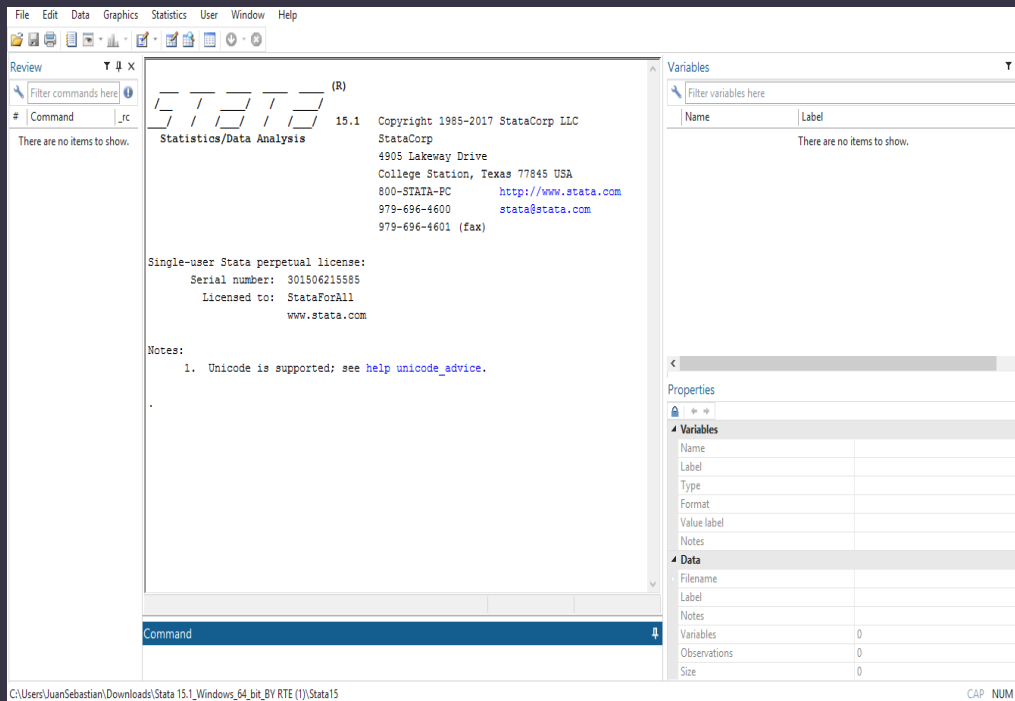 File Edit Data Graphics Statistics User Window Help
Review
Filter commands here
# Command _rc
There are no items to show.
(R)
15.1 Copyright 1985-2017 StataCorp LLC
Statistics/Data Analysis StataCorp
4905 Lakeway Drive
College Station, Texas 77845 USA
800-STATA-PC http://www.stata.com
979-696-4600 stata@stata.com
979-696-4601 (fax)
Single-user Stata perpetual license:
Serial number: 301506215585
Licensed to: StataForAll
www.stata.com
Notes:
1. Unicode is supported; see help unicode_advice.
.
Command
Variables
Filter variables here
Name Label
There are no items to show.
Properties
Variables
Name
Label
Type
Format
Value label
Notes
Data
Filename
Label
Notes
Variables 0
Observations 0
Size 0
C:\Users\JuanSebastian\Downloads\Stata 15.1_Windows_64_bit_BY RTE (1)\Stata15
CAP NUM